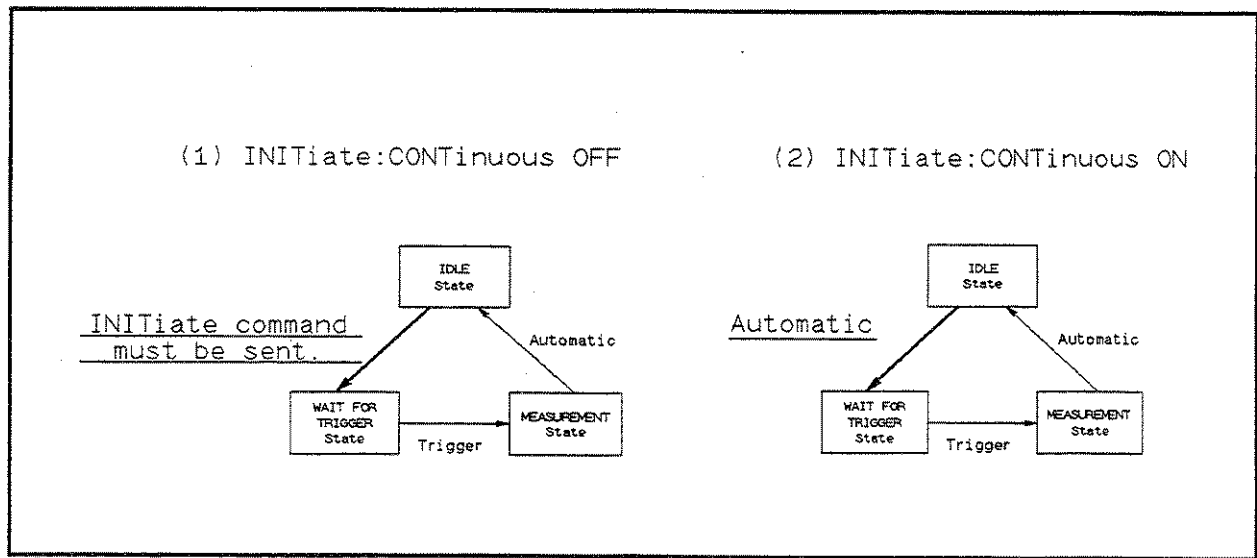 (1) INITiate:CONTinuous OFF
IDLE
State
INITiate command
must be sent.
Automatic
WAIT FOR
TRIGGER
State
Trigger
MEASUREMENT
State
(2) INITiate:CONTinuous ON
IDLE
State
Automatic
Automatic
WAIT FOR
TRIGGER
State
Trigger
MEASUREMENT
State